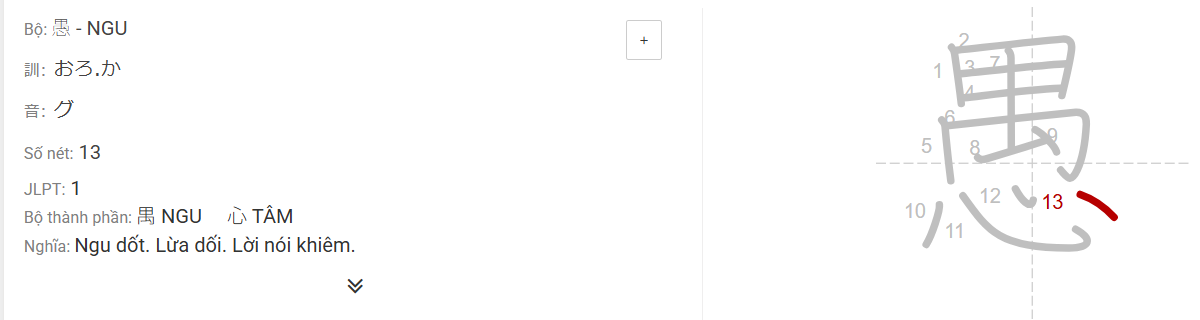 Bộ: 愚 - NGU
+
訓: おろ.か
音: グ
Số nét: 13
JLPT: 1
Bộ thành phần: 禺 NGU 心 TÂM
Nghĩa: Ngu dốt. Lừa dối. Lời nói khiêm.
愚
1 2 3 4 5 6 7 8 9 10 11 12 13